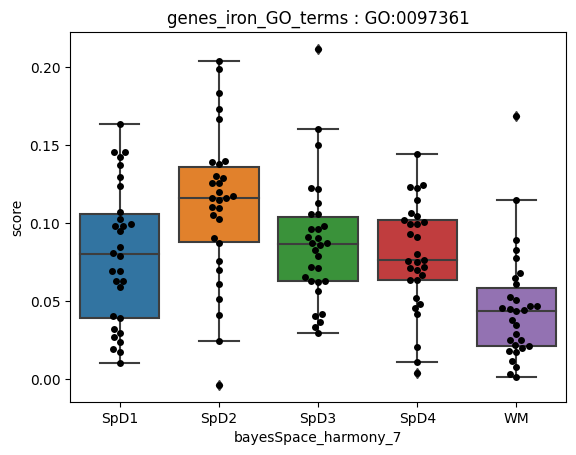 genes_iron_GO_terms : GO:0097361
score
0.20
0.15
0.10
0.05
0.00
SpD1 SpD2 SpD3 SpD4 WM
bayesSpace_harmony_7